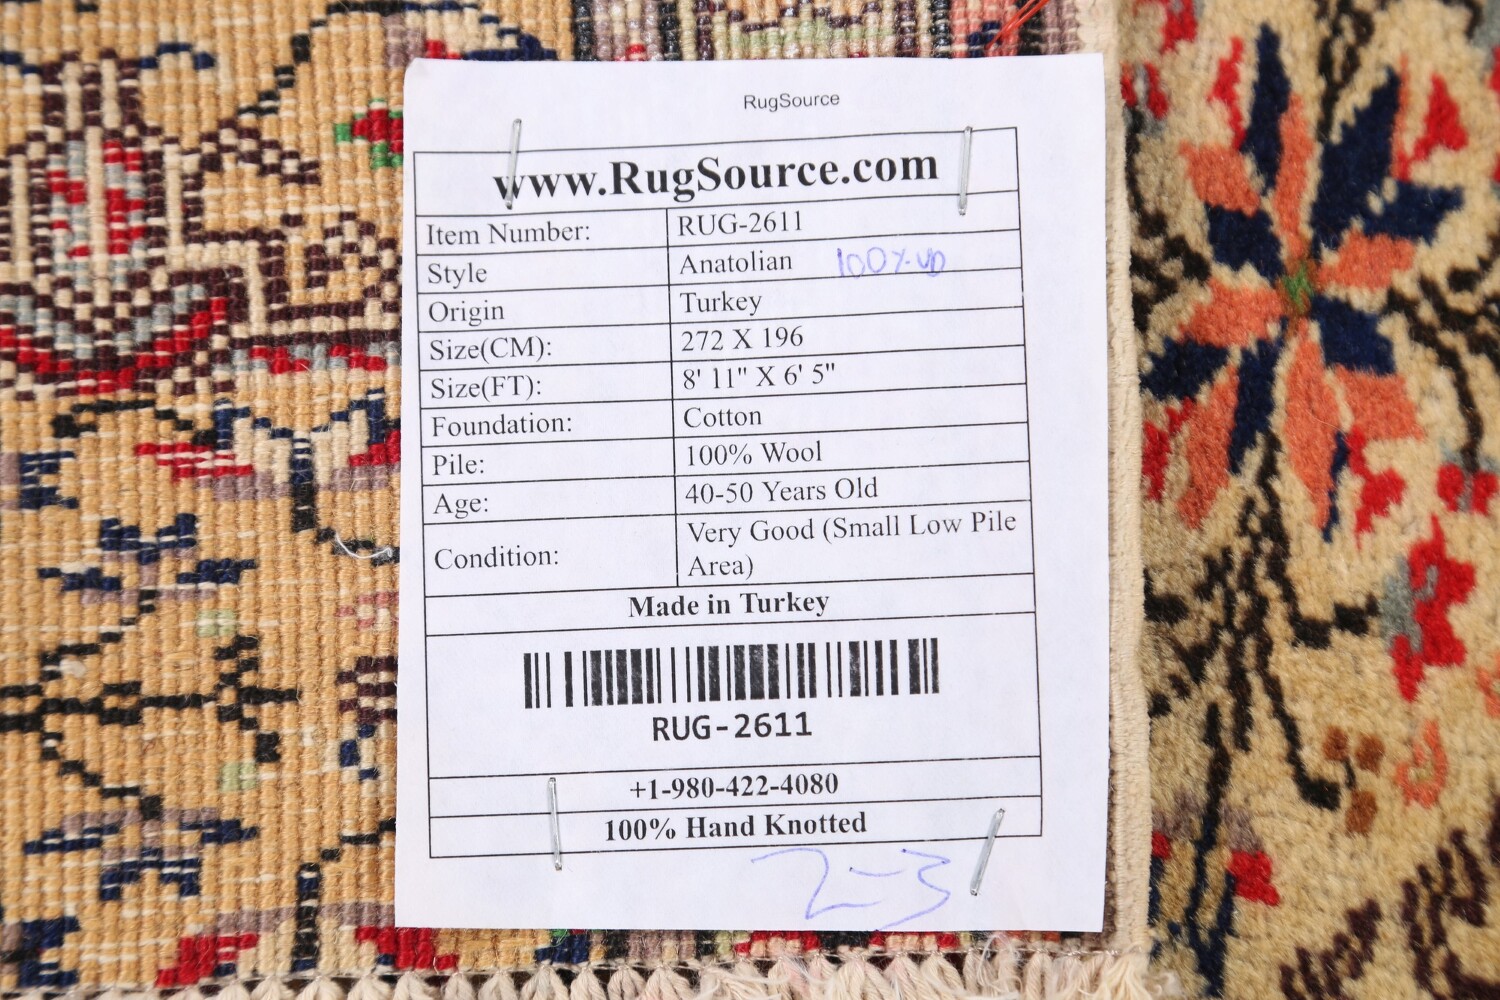 RugSource
www.RugSource.com
Item Number: RUG-2611
Style Anatolian 100%.VD
Origin Turkey
Size(CM): 272 X 196
Size(FT): 8' 11" X 6' 5"
Foundation: Cotton
Pile: 100% Wool
Age: 40-50 Years Old
Condition: Very Good (Small Low Pile
Area)
Made in Turkey
RUG-2611
+1-980-422-4080
100% Hand Knotted
2-3